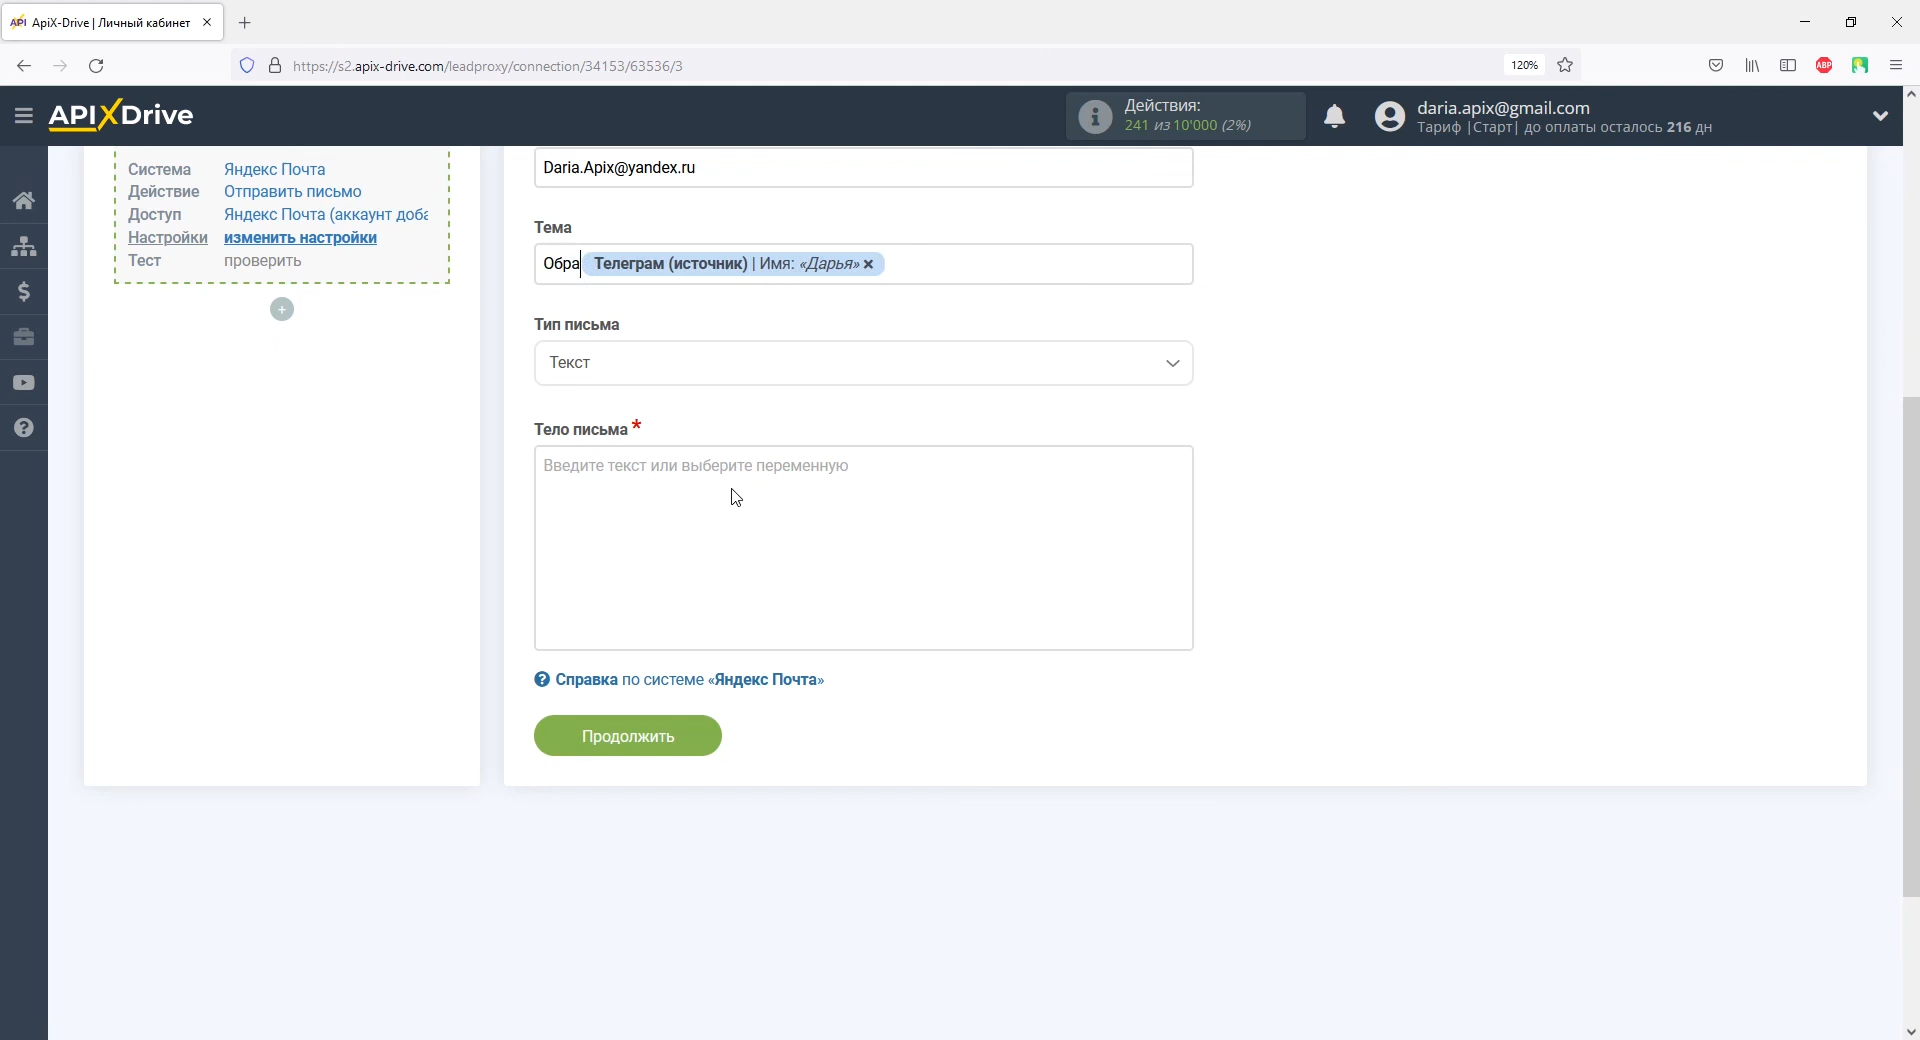 ApiX-Drive | Личный кабинет
https://s2.apix-drive.com/leadproxy/connection/34153/63536/3
120%
ABP
APIXDrive
Действия:
241 из 10'000 (2%)
daria.apix@gmail.com
Тариф |Старт| до оплаты осталось 216 дн
Система Яндекс Почта
Действие Отправить письмо
Доступ Яндекс Почта (аккаунт доба
Настройки изменить настройки
Тест проверить
Daria.Apix@yandex.ru
Тема
Обра Телеграм (источник) | Имя: «Дарья»
Тип письма
Текст
Тело письма *
Введите текст или выберите переменную
Справка по системе «Яндекс Почта»
Продолжить